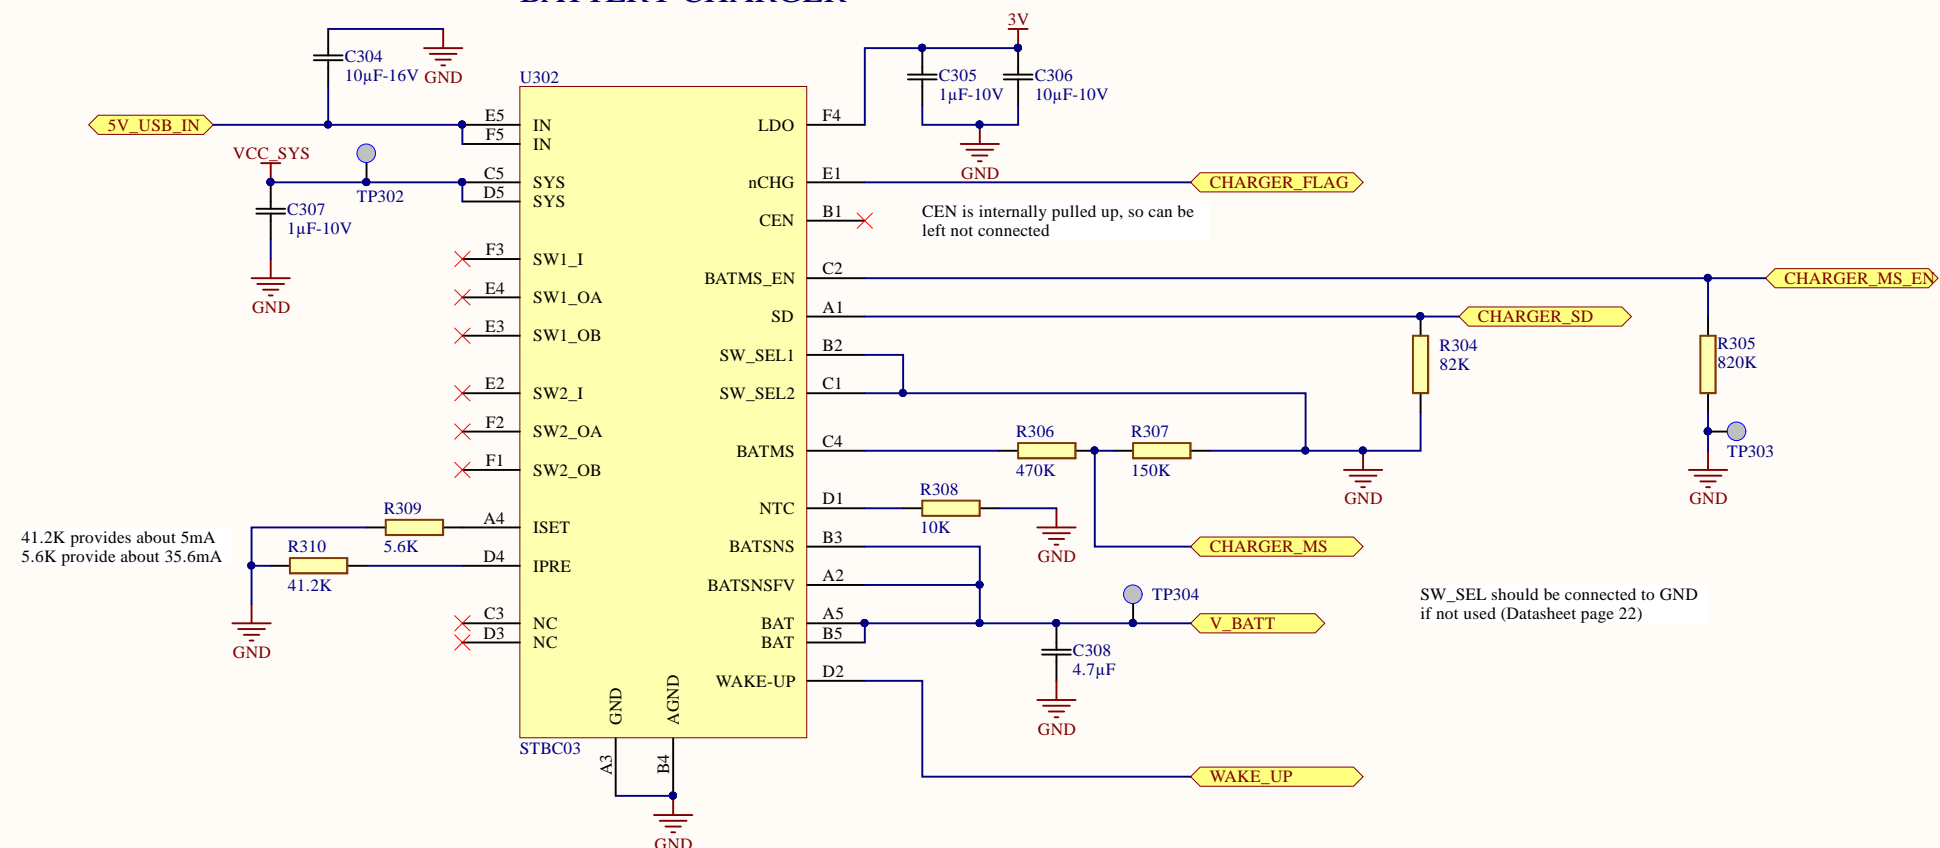 BATTERY CHARGER
C304
10µF-16V
GND
5V_USB_IN
VCC_SYS
TP302
C307
1µF-10V
GND
U302
E5
IN
F5
IN
C5
SYS
D5
SYS
F3
SW1_I
E4
SW1_OA
E3
SW1_OB
E2
SW2_I
F2
SW2_OA
F1
SW2_OB
41.2K provides about 5mA
5.6K provide about 35.6mA
R309
5.6K
A4
ISET
R310
41.2K
D4
IPRE
GND
C3
NC
D3
NC
GND
AGND
STBC03
A3
B4
GND
3V
C305
1µF-10V
C306
10µF-10V
GND
LDO
F4
nCHG
E1
CHARGER_FLAG
CEN
B1
CEN is internally pulled up, so can be
left not connected
BATMS_EN
C2
CHARGER_MS_EN
SD
A1
CHARGER_SD
SW_SEL1
B2
SW_SEL2
C1
R304
82K
R305
820K
TP303
GND
GND
BATMS
C4
R306
470K
R307
150K
NTC
D1
R308
10K
GND
CHARGER_MS
BATSNS
B3
BATSNSFV
A2
BAT
A5
BAT
B5
TP304
V_BATT
C308
4.7µF
GND
SW_SEL should be connected to GND
if not used (Datasheet page 22)
WAKE-UP
D2
WAKE_UP